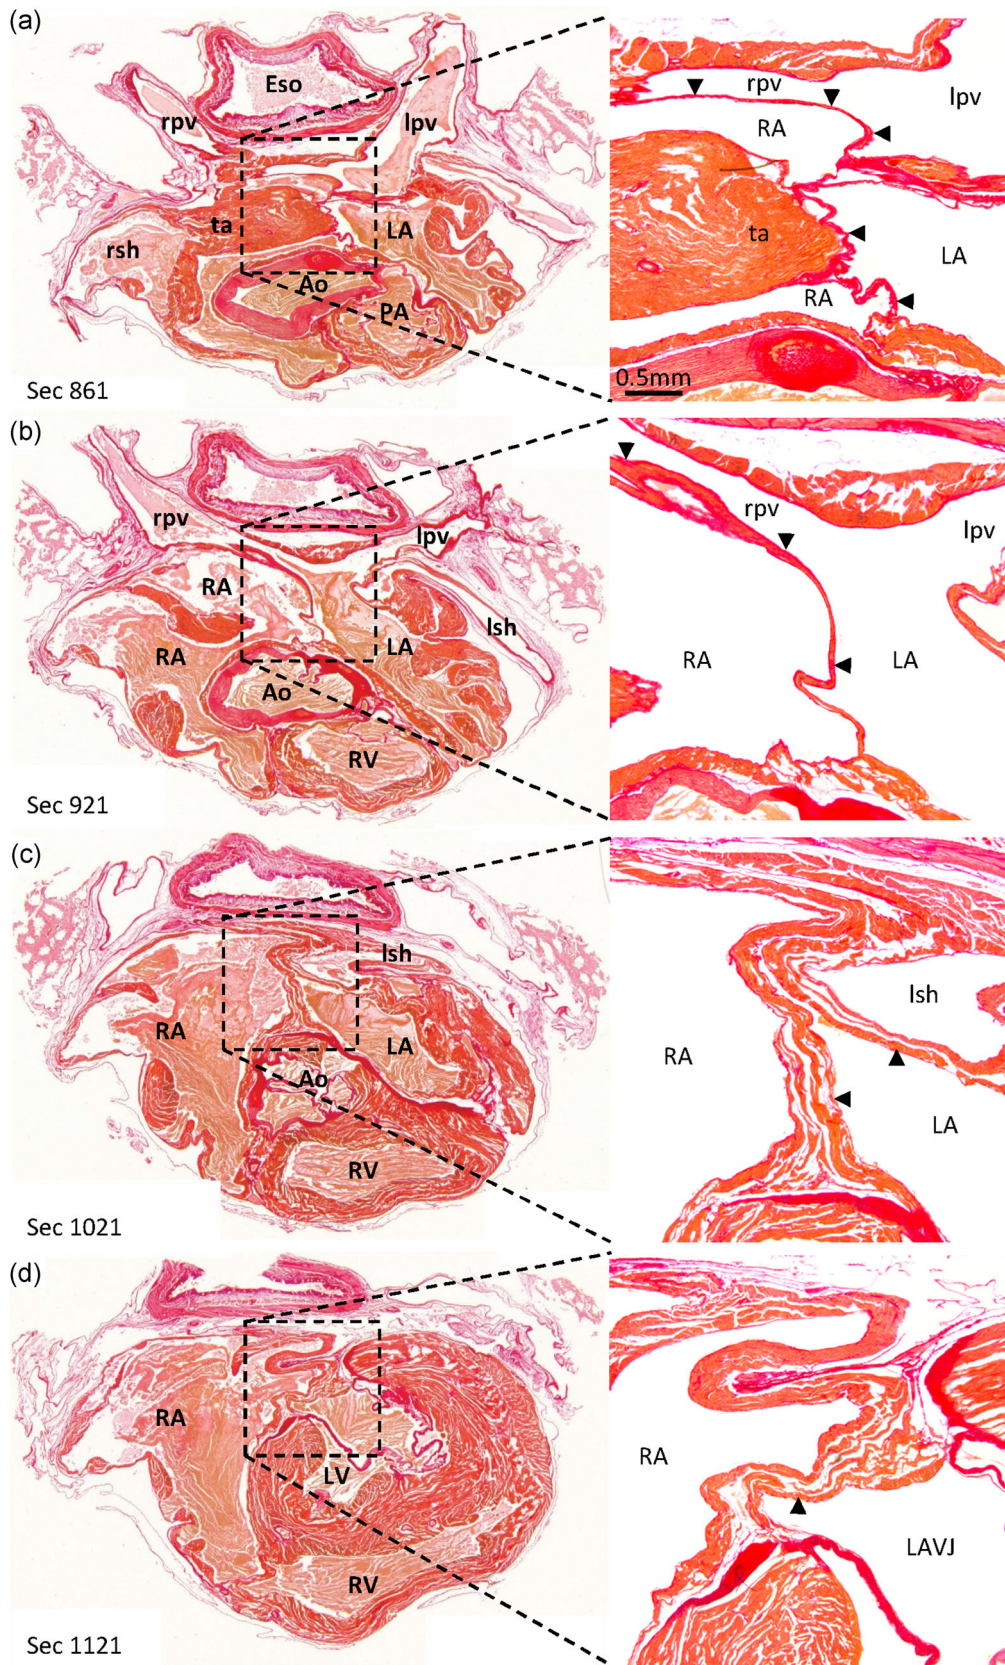 (a)
Eso
rpv
lpv
ta
LA
rsh
Ao
PA
Sec 861
rpv
lpv
RA
ta
LA
RA
0.5mm
(b)
rpv
lpv
RA
lsh
RA
LA
Ao
RV
Sec 921
rpv
lpv
RA
LA
(c)
lsh
RA
LA
Ao
RV
Sec 1021
lsh
RA
LA
(d)
RA
LV
RV
Sec 1121
RA
LAVJ